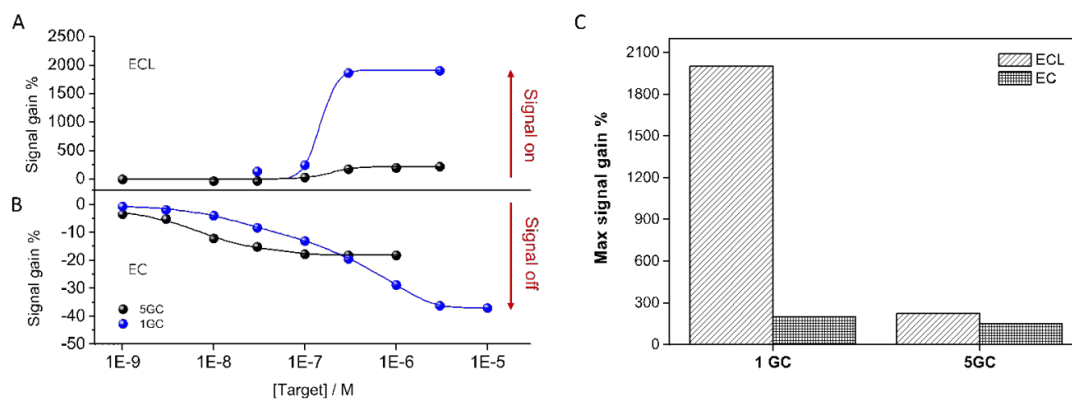 A
2500
2000
1500
1000
500
0
Signal gain %
ECL
Signal on
B
0
-10
-20
-30
-40
-50
Signal gain %
EC
5GC
1GC
Signal off
1E-9 1E-8 1E-7 1E-6 1E-5
[Target] / M
C
2100
1800
1500
1200
900
600
300
0
Max signal gain %
ECL
EC
1 GC 5GC